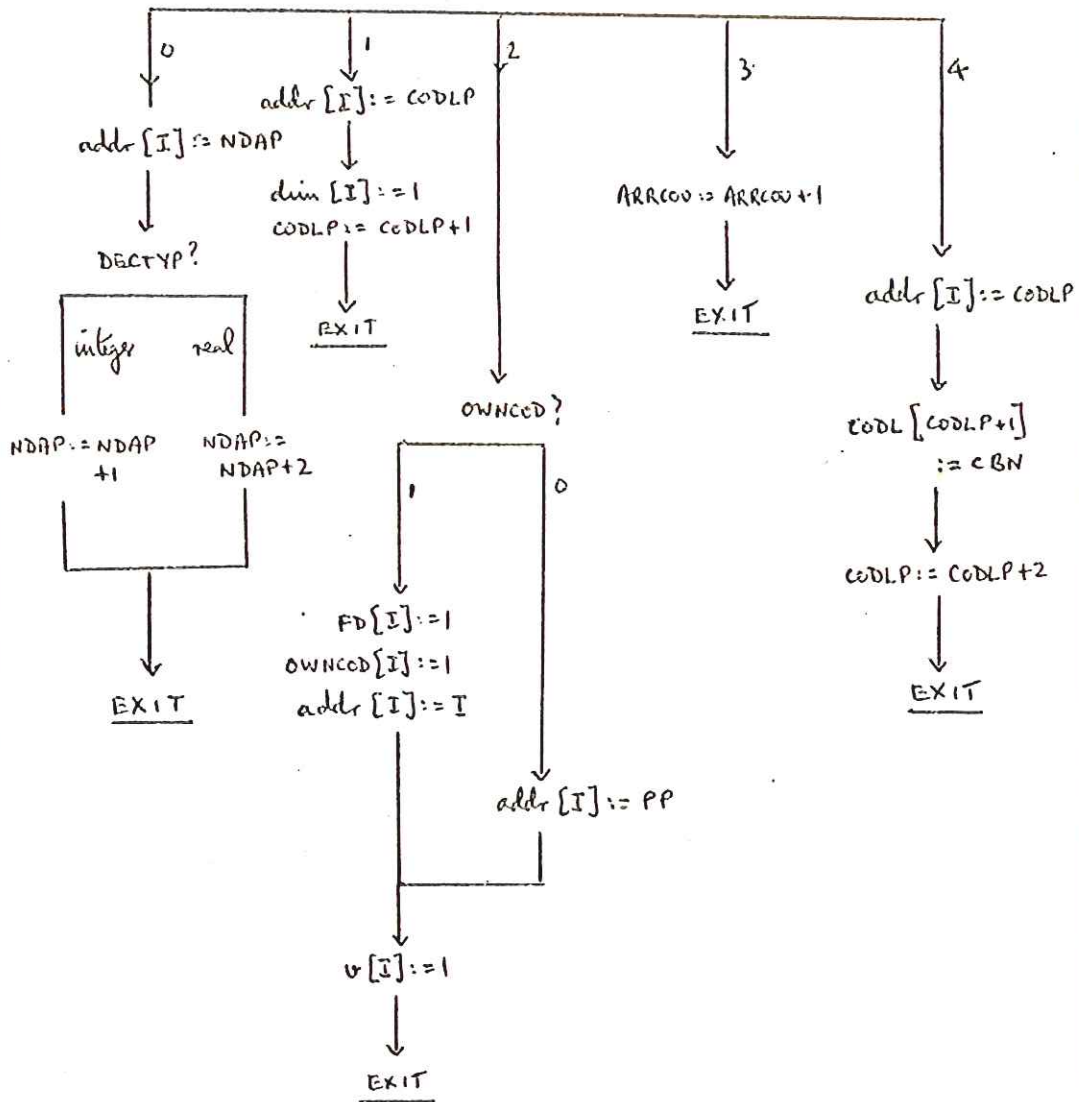 0
addr [I] := NDAP
DECTYP?
integer real
NDAP := NDAP
+1
NDAP :=
NDAP+2
EXIT
1
addr [I] := CODLP
dim [I] := 1
CODLP := CODLP+1
EXIT
2
OWNCOD?
1
FD[I] := 1
OWNCOD[I] := 1
addr [I] := I
0
addr [I] := PP
v[I] := 1
EXIT
3
ARRCOU := ARRCOU+1
EXIT
4
addr [I] := CODLP
CODL [CODLP+1]
:= CBN
CODLP := CODLP+2
EXIT